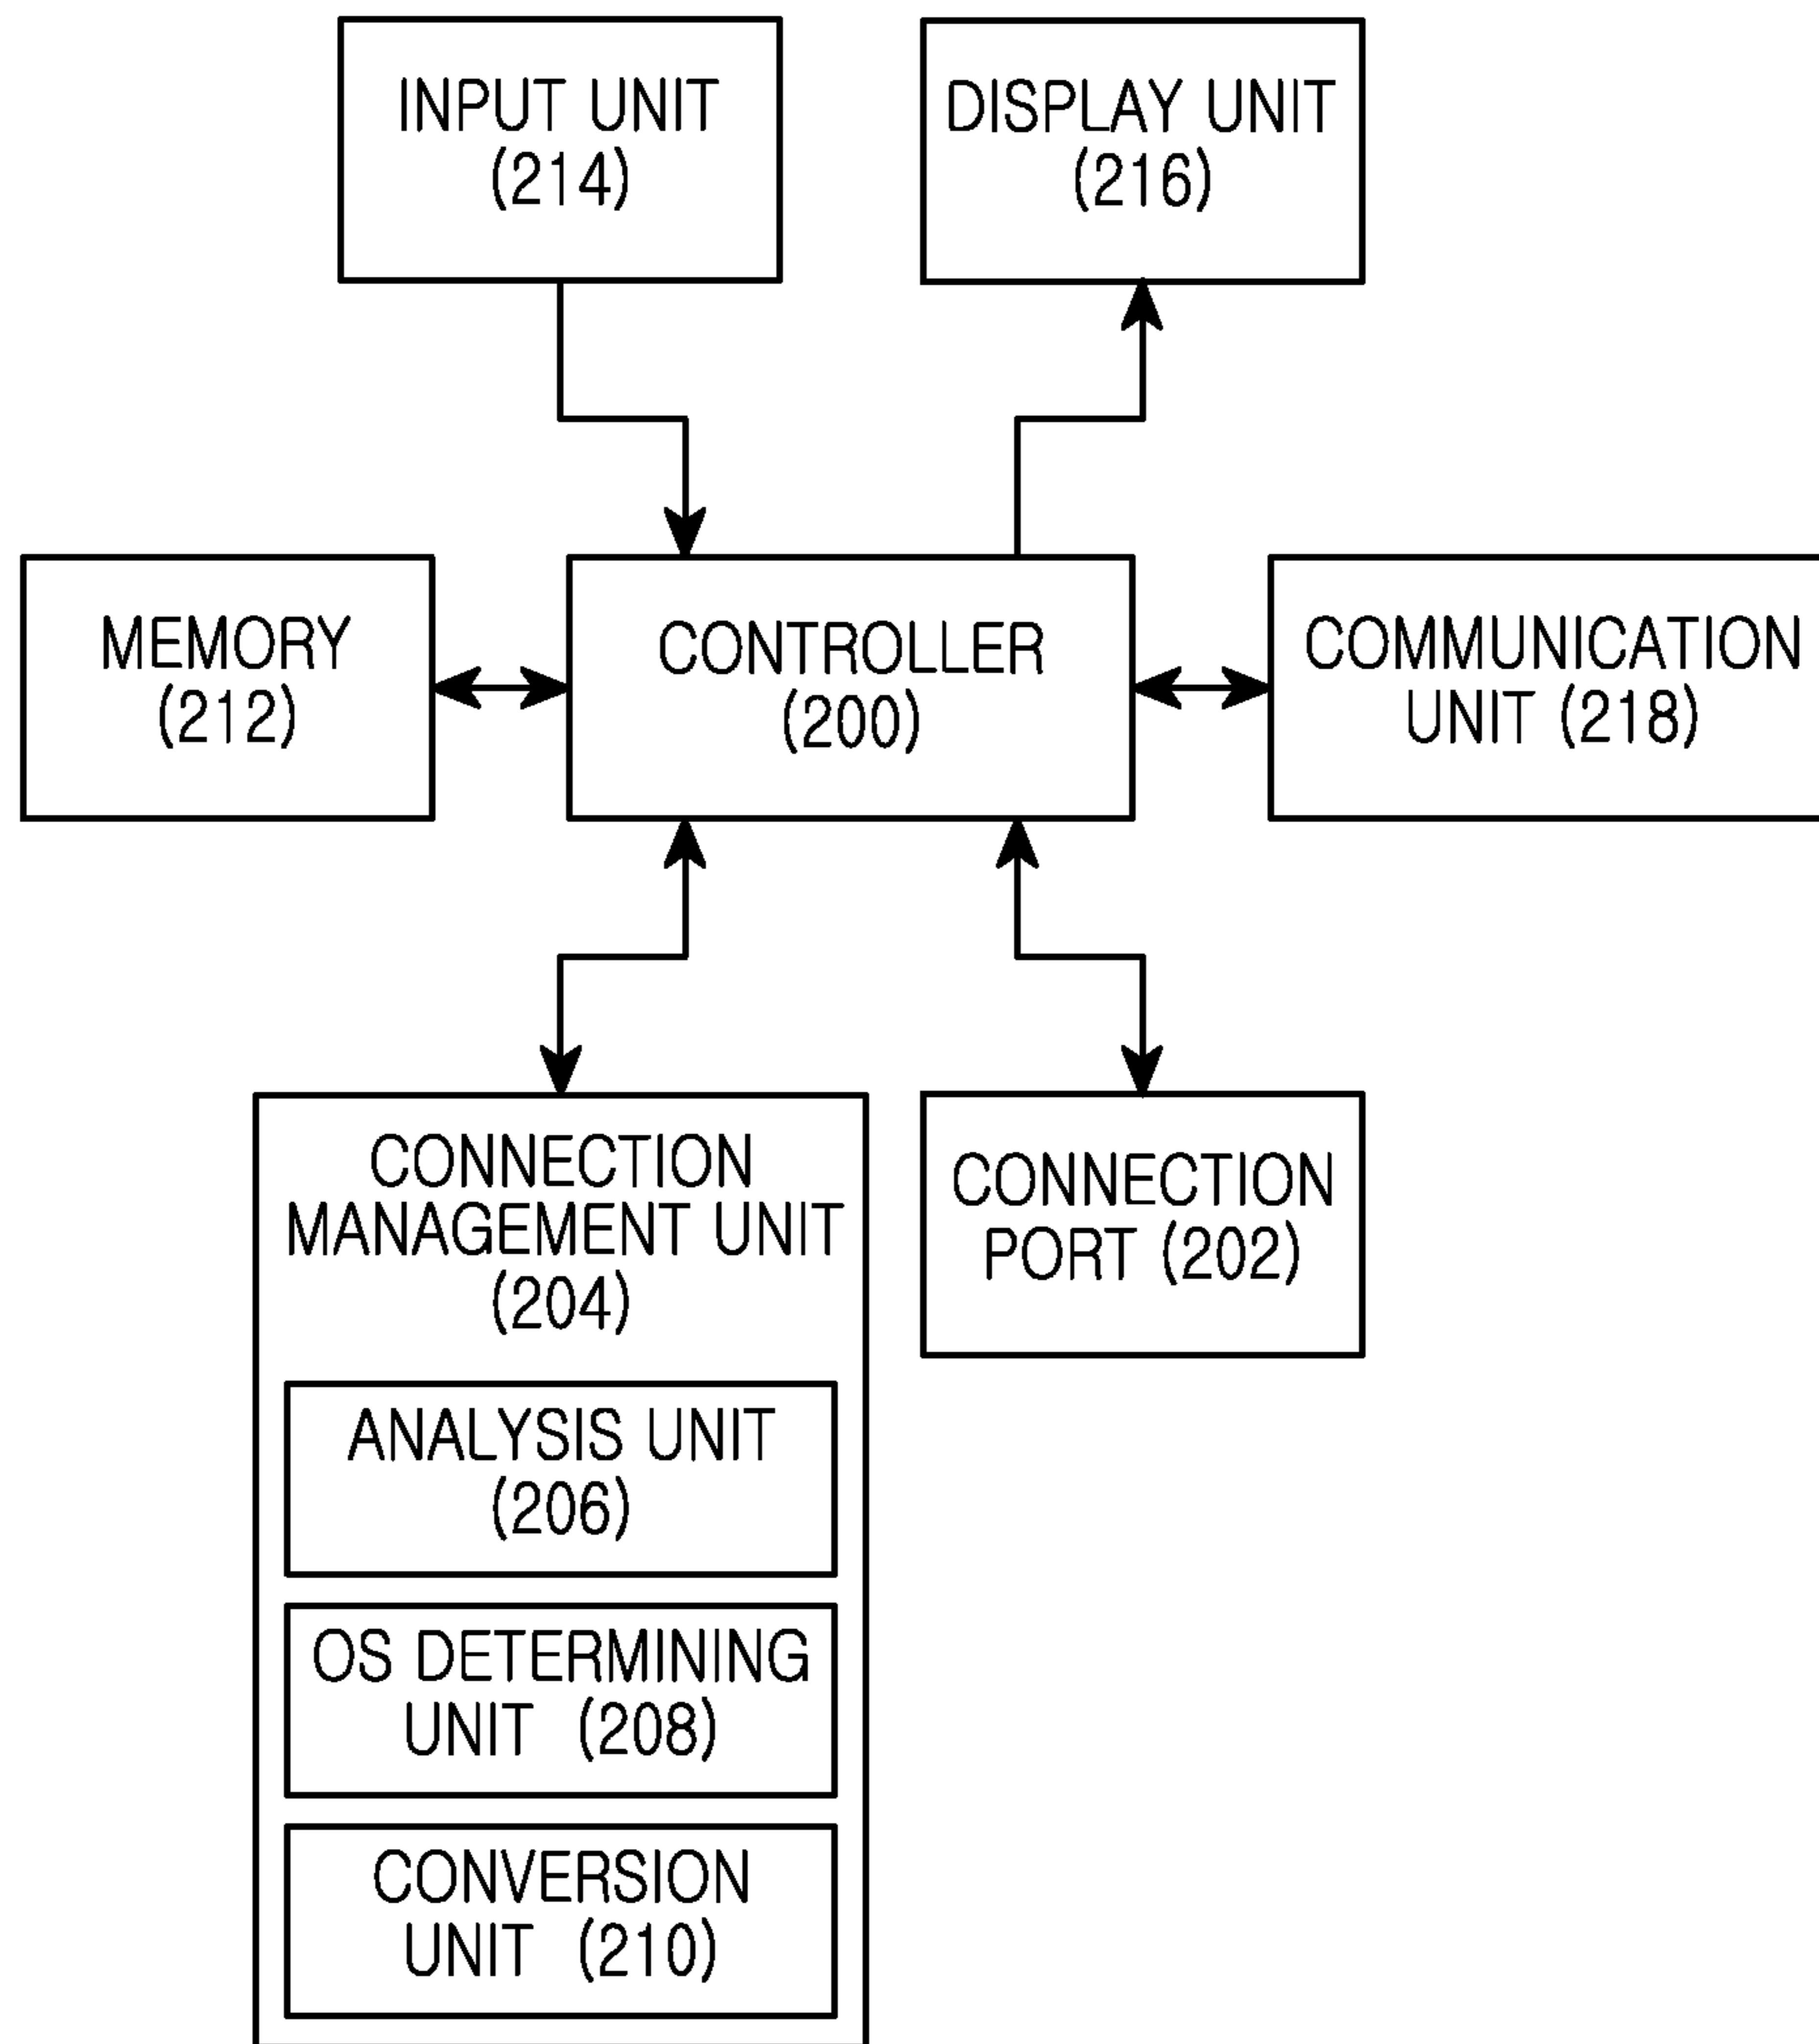 INPUT UNIT
(214)
DISPLAY UNIT
(216)
MEMORY
(212)
CONTROLLER
(200)
COMMUNICATION
UNIT (218)
CONNECTION
MANAGEMENT UNIT
(204)
CONNECTION
PORT (202)
ANALYSIS UNIT
(206)
OS DETERMINING
UNIT (208)
CONVERSION
UNIT (210)